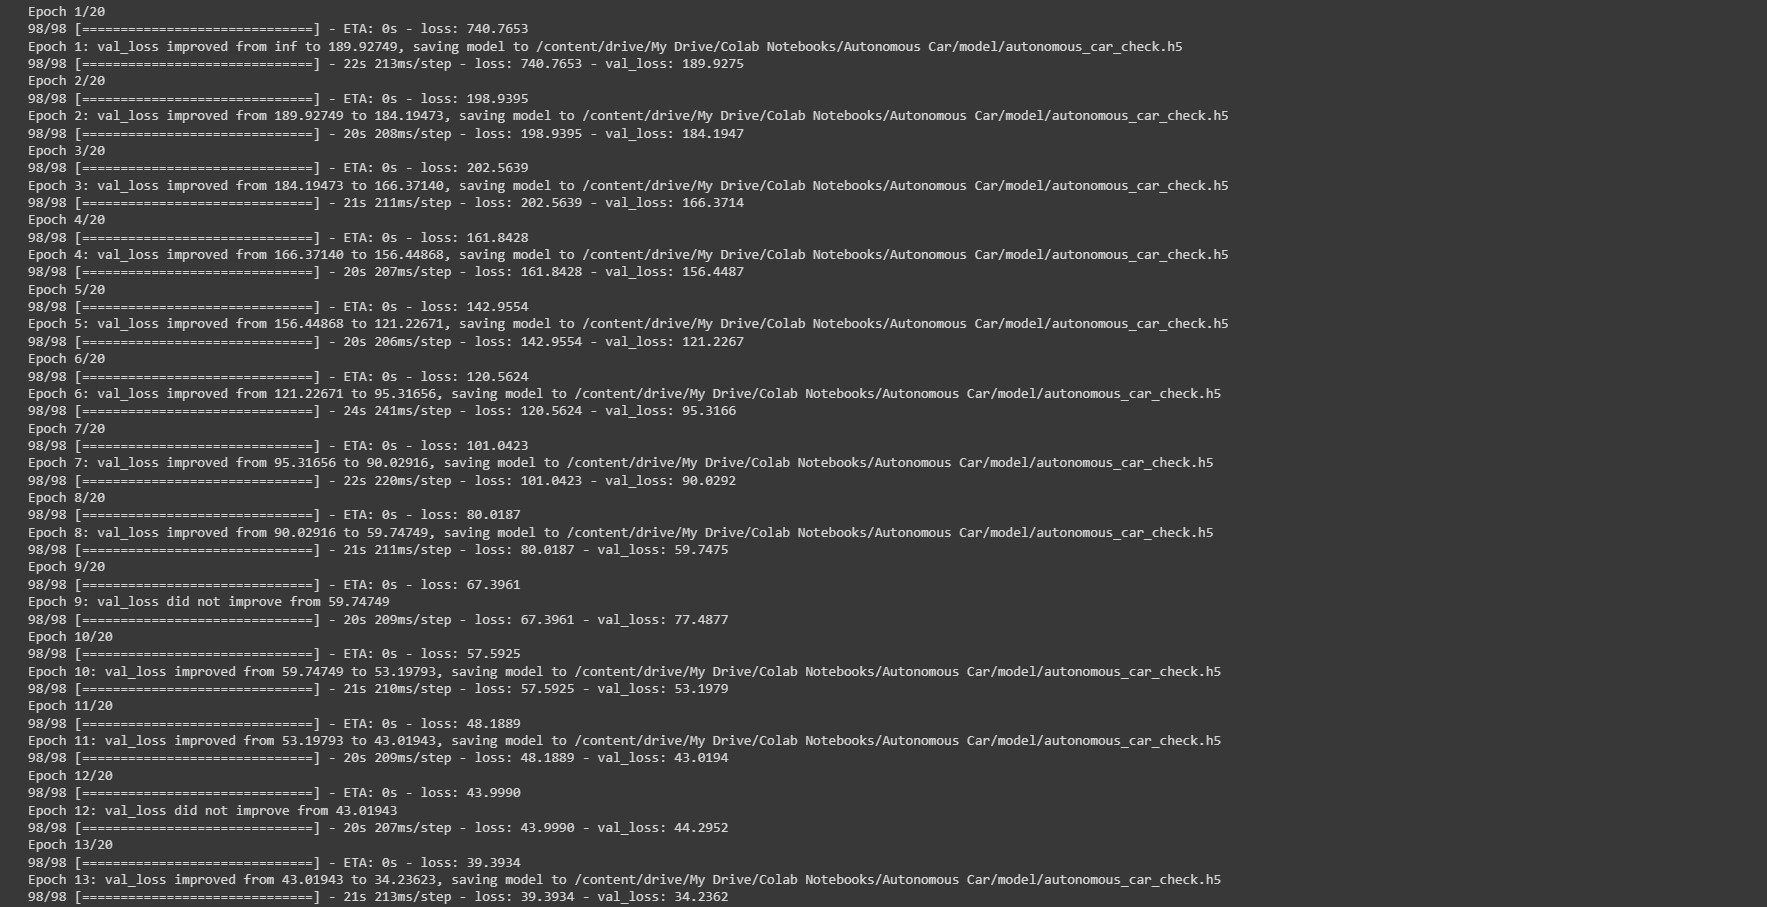 Epoch 1/20
98/98 [==============================] - ETA: 0s - loss: 740.7653
Epoch 1: val_loss improved from inf to 189.92749, saving model to /content/drive/My Drive/Colab Notebooks/Autonomous Car/model/autonomous_car_check.h5
98/98 [==============================] - 22s 213ms/step - loss: 740.7653 - val_loss: 189.9275
Epoch 2/20
98/98 [==============================] - ETA: 0s - loss: 198.9395
Epoch 2: val_loss improved from 189.92749 to 184.19473, saving model to /content/drive/My Drive/Colab Notebooks/Autonomous Car/model/autonomous_car_check.h5
98/98 [==============================] - 20s 208ms/step - loss: 198.9395 - val_loss: 184.1947
Epoch 3/20
98/98 [==============================] - ETA: 0s - loss: 202.5639
Epoch 3: val_loss improved from 184.19473 to 166.37140, saving model to /content/drive/My Drive/Colab Notebooks/Autonomous Car/model/autonomous_car_check.h5
98/98 [==============================] - 21s 211ms/step - loss: 202.5639 - val_loss: 166.3714
Epoch 4/20
98/98 [==============================] - ETA: 0s - loss: 161.8428
Epoch 4: val_loss improved from 166.37140 to 156.44868, saving model to /content/drive/My Drive/Colab Notebooks/Autonomous Car/model/autonomous_car_check.h5
98/98 [==============================] - 20s 207ms/step - loss: 161.8428 - val_loss: 156.4487
Epoch 5/20
98/98 [==============================] - ETA: 0s - loss: 142.9554
Epoch 5: val_loss improved from 156.44868 to 121.22671, saving model to /content/drive/My Drive/Colab Notebooks/Autonomous Car/model/autonomous_car_check.h5
98/98 [==============================] - 20s 206ms/step - loss: 142.9554 - val_loss: 121.2267
Epoch 6/20
98/98 [==============================] - ETA: 0s - loss: 120.5624
Epoch 6: val_loss improved from 121.22671 to 95.31656, saving model to /content/drive/My Drive/Colab Notebooks/Autonomous Car/model/autonomous_car_check.h5
98/98 [==============================] - 24s 241ms/step - loss: 120.5624 - val_loss: 95.3166
Epoch 7/20
98/98 [==============================] - ETA: 0s - loss: 101.0423
Epoch 7: val_loss improved from 95.31656 to 90.02916, saving model to /content/drive/My Drive/Colab Notebooks/Autonomous Car/model/autonomous_car_check.h5
98/98 [==============================] - 22s 220ms/step - loss: 101.0423 - val_loss: 90.0292
Epoch 8/20
98/98 [==============================] - ETA: 0s - loss: 80.0187
Epoch 8: val_loss improved from 90.02916 to 59.74749, saving model to /content/drive/My Drive/Colab Notebooks/Autonomous Car/model/autonomous_car_check.h5
98/98 [==============================] - 21s 211ms/step - loss: 80.0187 - val_loss: 59.7475
Epoch 9/20
98/98 [==============================] - ETA: 0s - loss: 67.3961
Epoch 9: val_loss did not improve from 59.74749
98/98 [==============================] - 20s 209ms/step - loss: 67.3961 - val_loss: 77.4877
Epoch 10/20
98/98 [==============================] - ETA: 0s - loss: 57.5925
Epoch 10: val_loss improved from 59.74749 to 53.19793, saving model to /content/drive/My Drive/Colab Notebooks/Autonomous Car/model/autonomous_car_check.h5
98/98 [==============================] - 21s 210ms/step - loss: 57.5925 - val_loss: 53.1979
Epoch 11/20
98/98 [==============================] - ETA: 0s - loss: 48.1889
Epoch 11: val_loss improved from 53.19793 to 43.01943, saving model to /content/drive/My Drive/Colab Notebooks/Autonomous Car/model/autonomous_car_check.h5
98/98 [==============================] - 20s 209ms/step - loss: 48.1889 - val_loss: 43.0194
Epoch 12/20
98/98 [==============================] - ETA: 0s - loss: 43.9990
Epoch 12: val_loss did not improve from 43.01943
98/98 [==============================] - 20s 207ms/step - loss: 43.9990 - val_loss: 44.2952
Epoch 13/20
98/98 [==============================] - ETA: 0s - loss: 39.3934
Epoch 13: val_loss improved from 43.01943 to 34.23623, saving model to /content/drive/My Drive/Colab Notebooks/Autonomous Car/model/autonomous_car_check.h5
98/98 [==============================] - 21s 213ms/step - loss: 39.3934 - val_loss: 34.2362